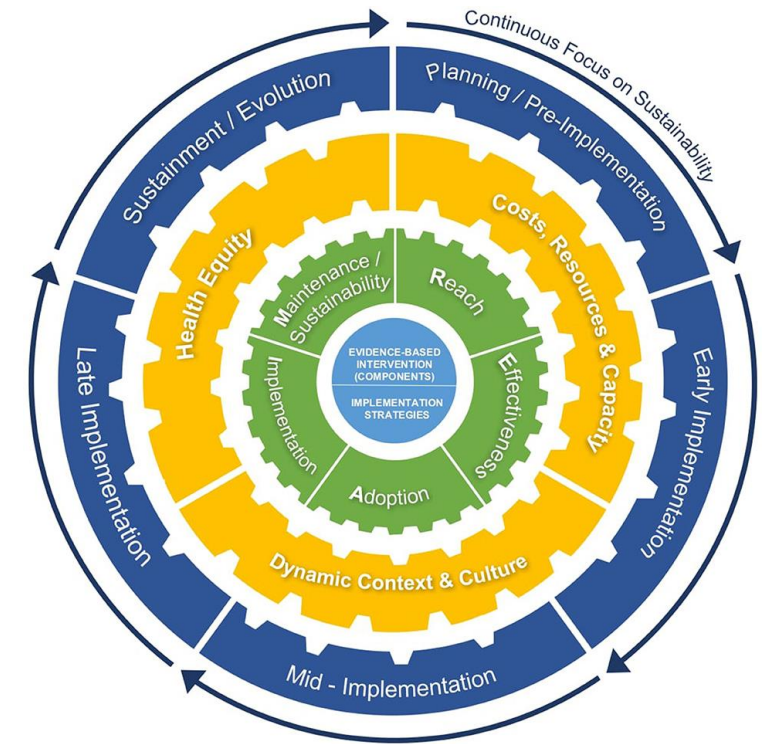 Continuous Focus on Sustainability
Planning / Pre-Implementation
Early Implementation
Mid - Implementation
Late Implementation
Sustainment / Evolution
Costs, Resources & Capacity
Dynamic Context & Culture
Health Equity
Reach
Effectiveness
Adoption
Implementation
Maintenance /
Sustainability
EVIDENCE-BASED
INTERVENTION
(COMPONENTS)
IMPLEMENTATION
STRATEGIES